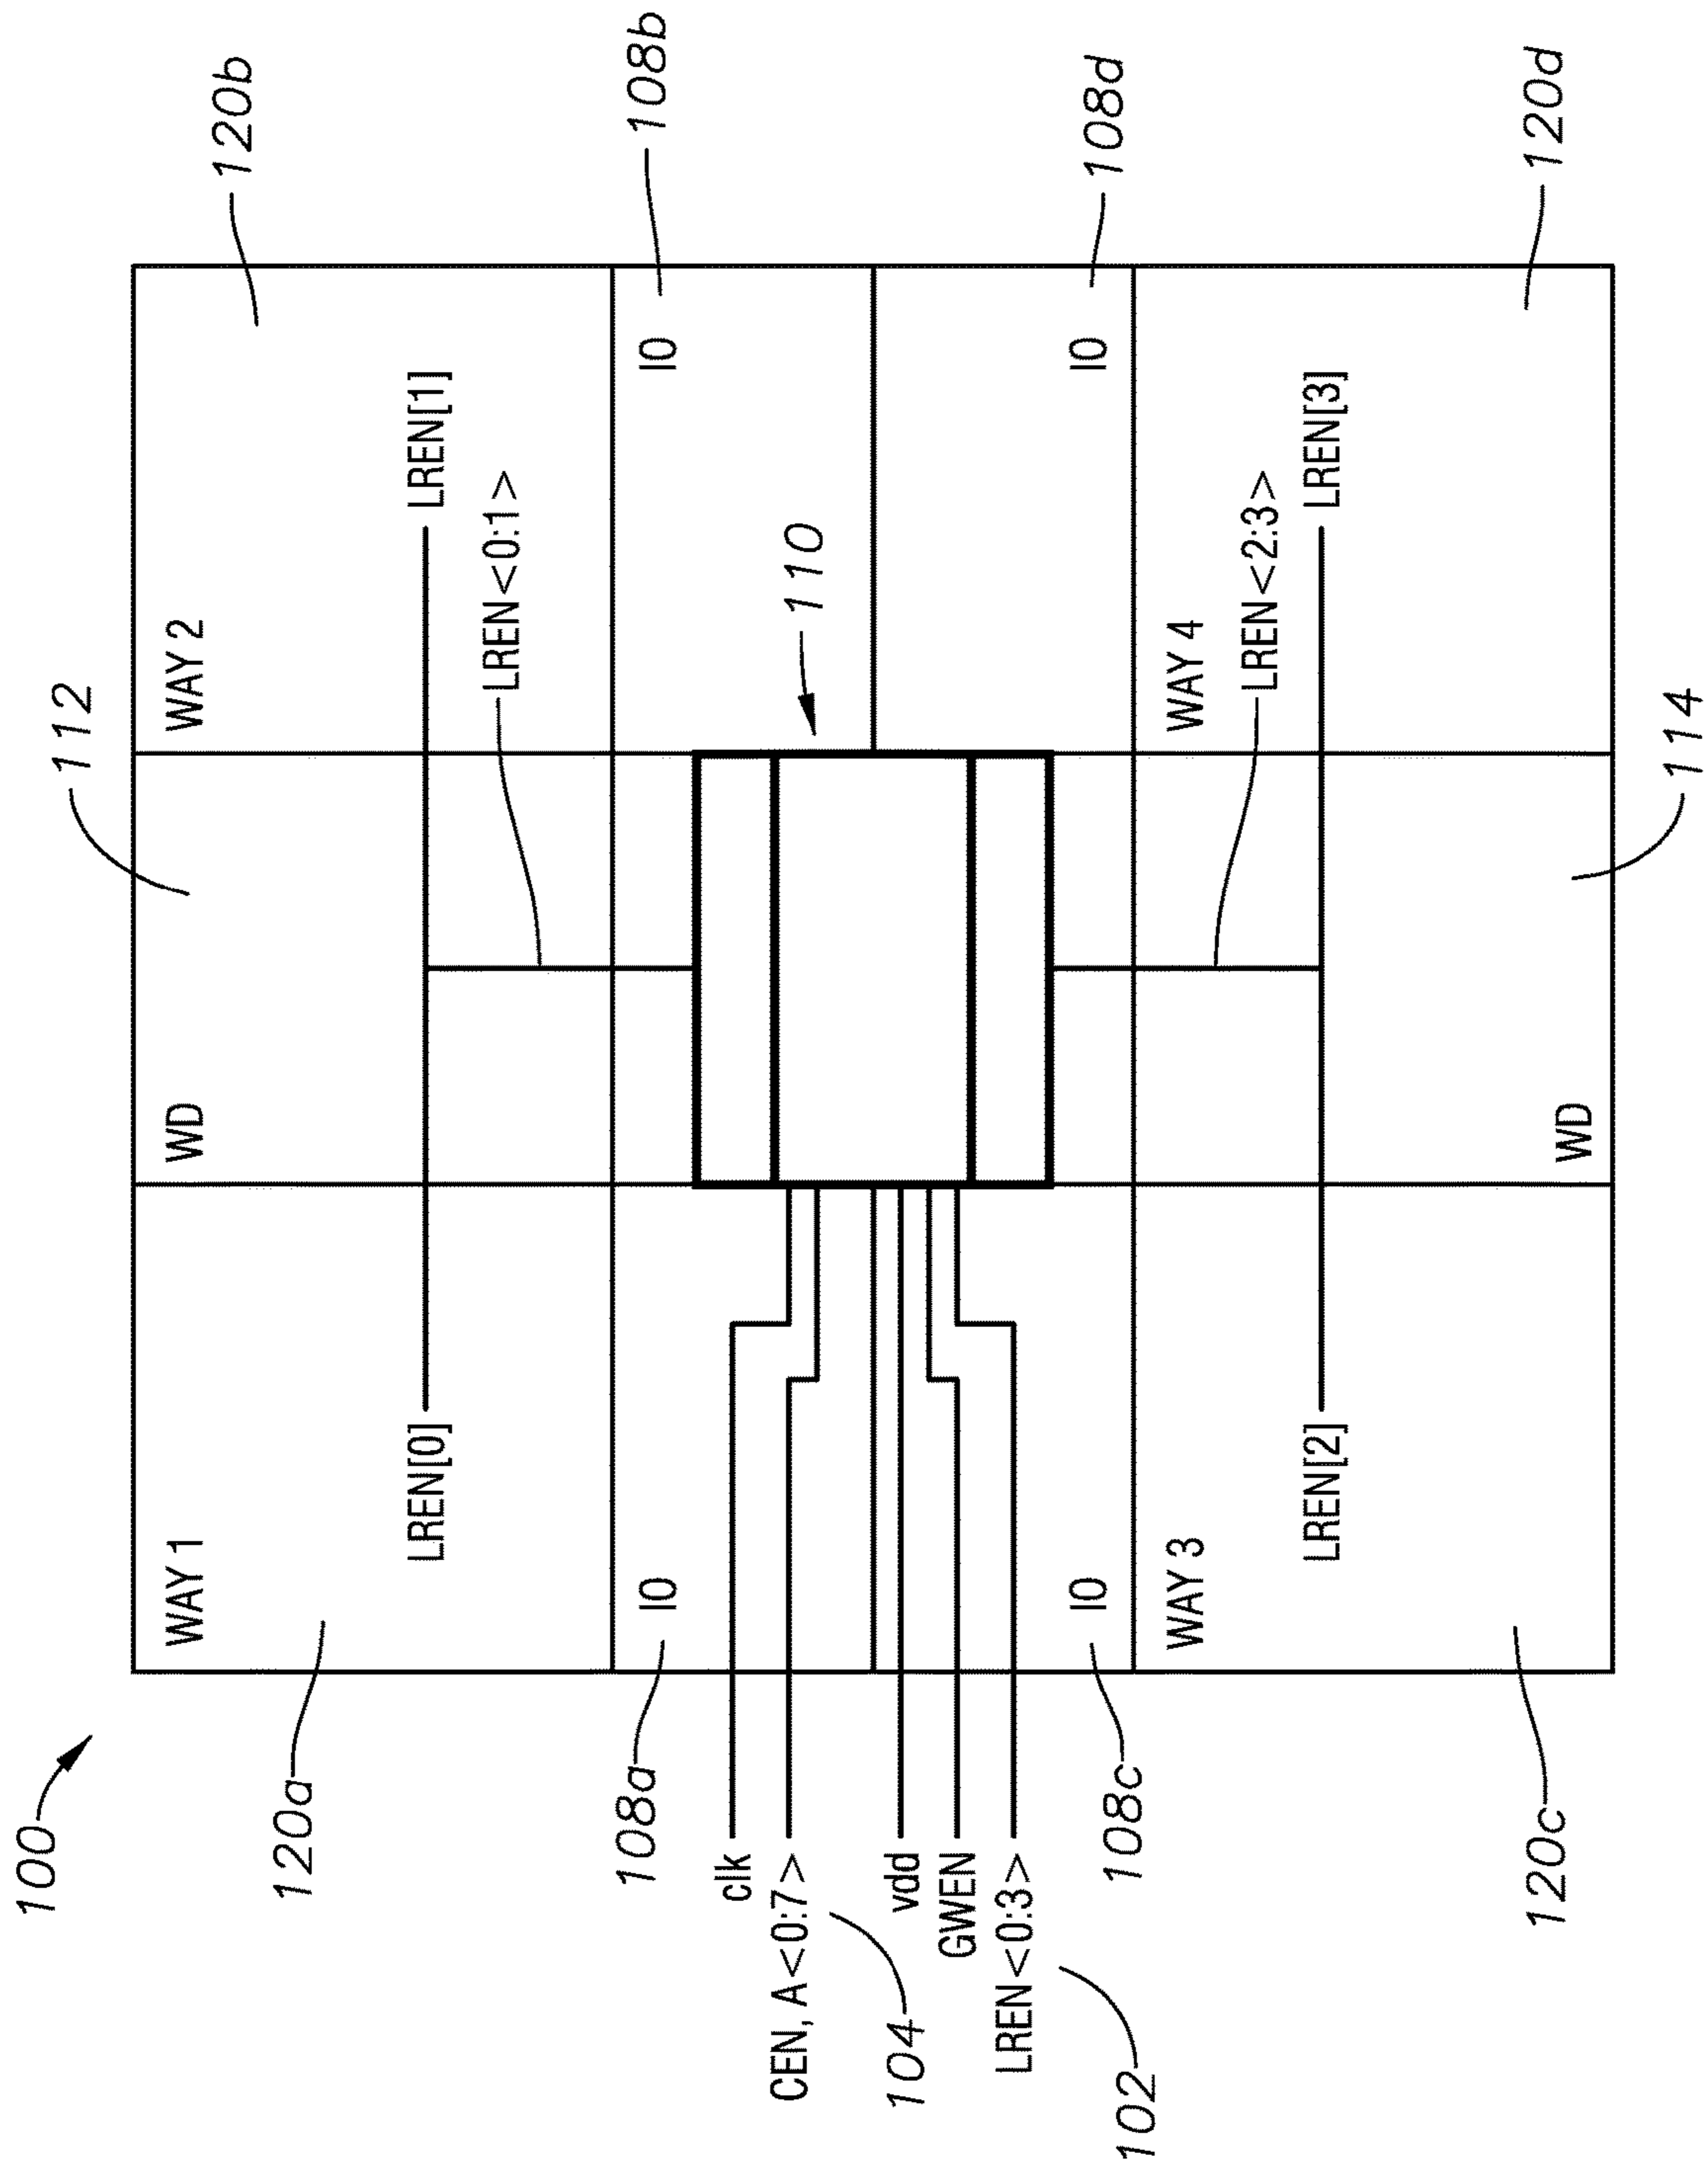 100
112
WAY 1
WD
WAY 2
120b
120a
LREN[0]
LREN[1]
LREN<0:1>
108a
IO
IO
108b
clk
CEN, A<0:7>
110
104
vdd
GWEN
LREN<0:3>
102
108c
IO
IO
108d
WAY 3
WAY 4
LREN<2:3>
LREN[2]
LREN[3]
120c
WD
120d
114